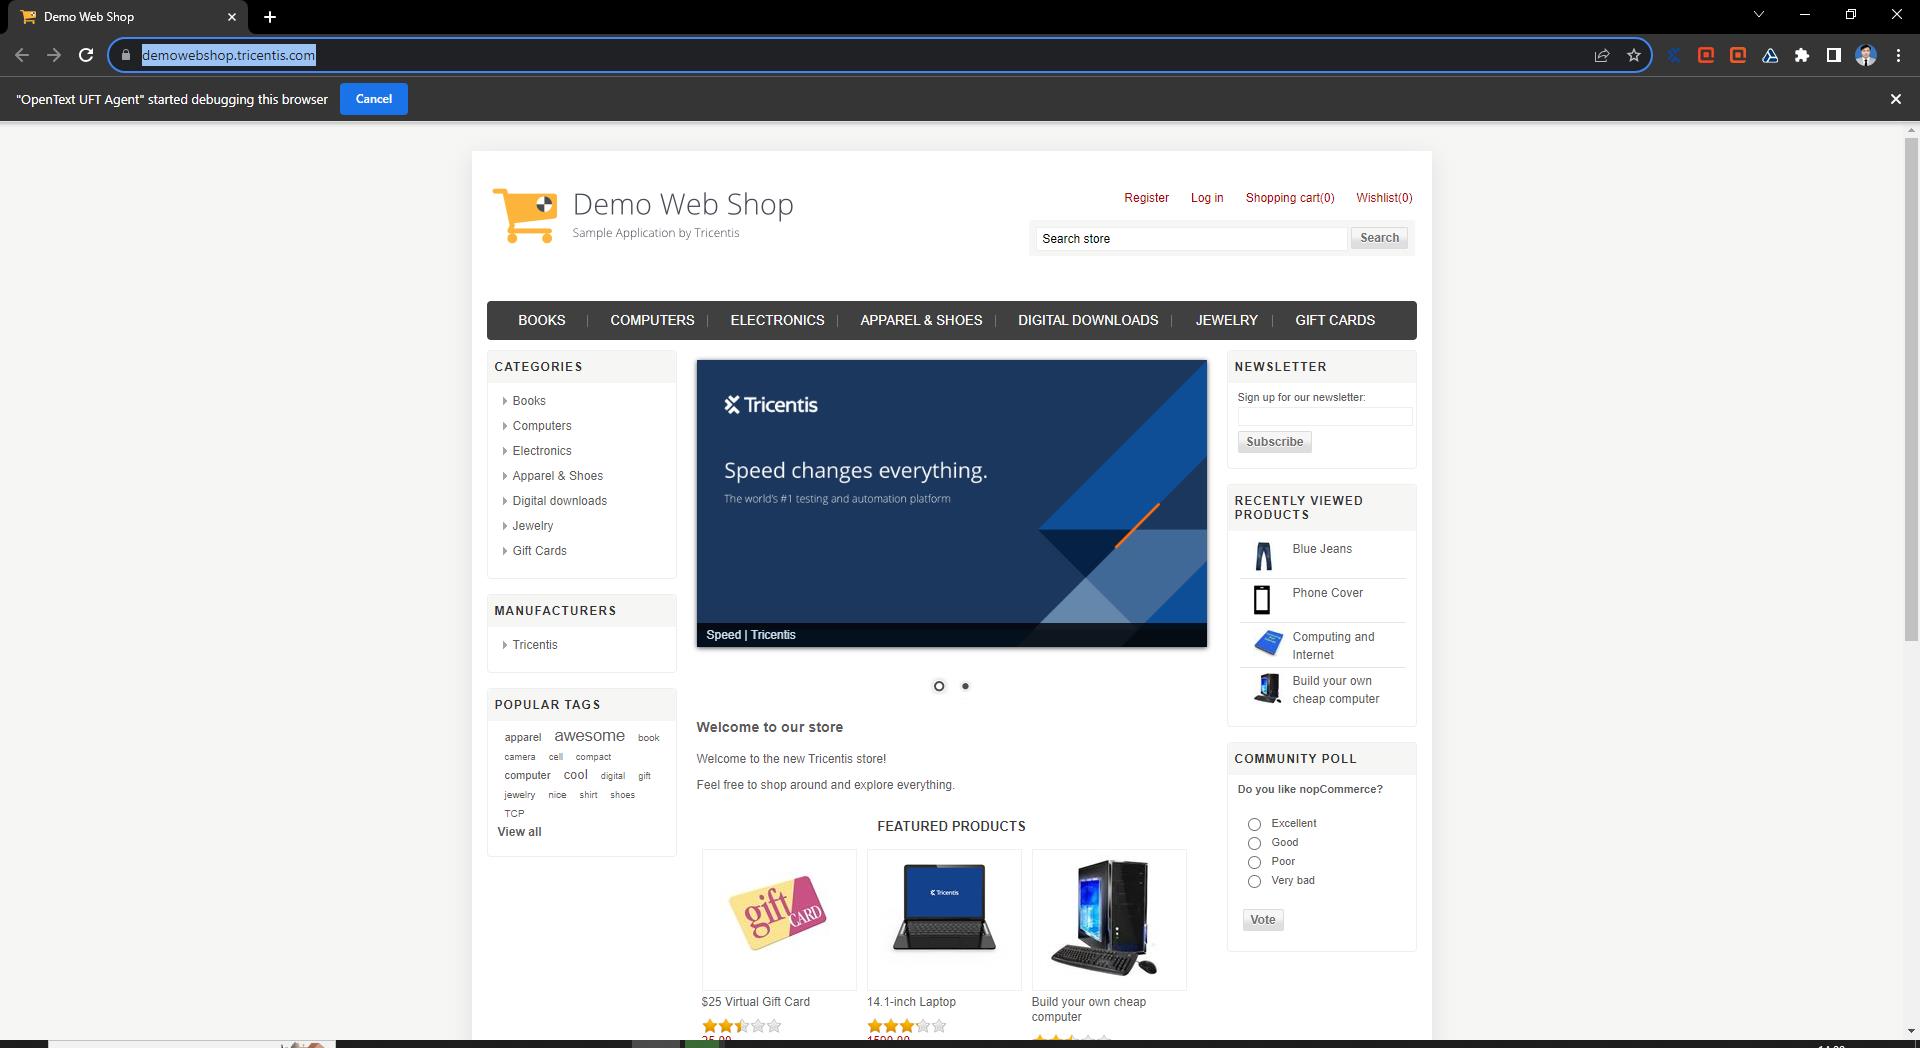 Demo Web Shop
demowebshop.tricentis.com
"OpenText UFT Agent" started debugging this browser
Cancel
Demo Web Shop
Sample Application by Tricentis
Register
Log in
Shopping cart(0)
Wishlist(0)
Search store
Search
BOOKS
COMPUTERS
ELECTRONICS
APPAREL & SHOES
DIGITAL DOWNLOADS
JEWELRY
GIFT CARDS
CATEGORIES
Books
Computers
Electronics
Apparel & Shoes
Digital downloads
Jewelry
Gift Cards
MANUFACTURERS
Tricentis
POPULAR TAGS
apparel awesome book
camera cell compact
computer cool digital gift
jewelry nice shirt shoes
TCP
View all
Tricentis
Speed changes everything.
The world's #1 testing and automation platform
Speed | Tricentis
Welcome to our store
Welcome to the new Tricentis store!
Feel free to shop around and explore everything.
FEATURED PRODUCTS
gift
CARD
Tricentis
$25 Virtual Gift Card
14.1-inch Laptop
Build your own cheap
computer
NEWSLETTER
Sign up for our newsletter:
Subscribe
RECENTLY VIEWED
PRODUCTS
Blue Jeans
Phone Cover
Computing and
Internet
Build your own
cheap computer
COMMUNITY POLL
Do you like nopCommerce?
Excellent
Good
Poor
Very bad
Vote